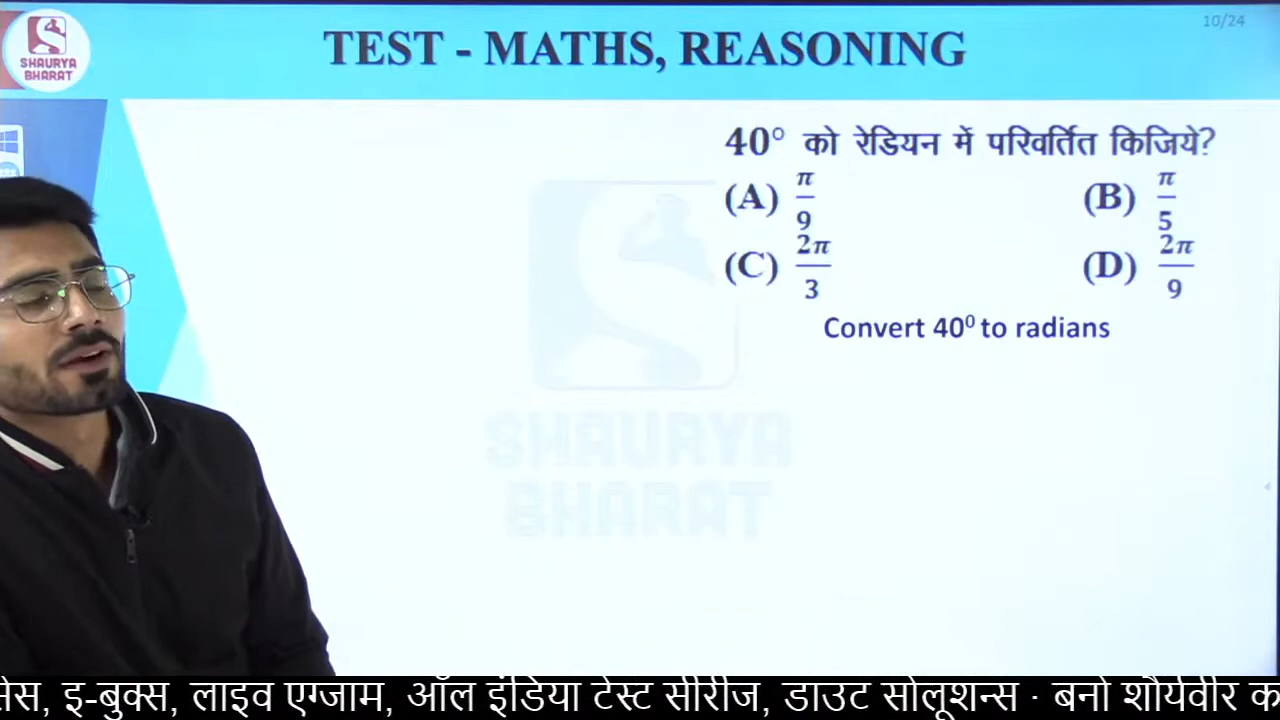 SHAURYA
BHARAT
TEST - MATHS, REASONING
10/24
40° को रेडियन में परिवर्तित किजिये?
(A) π/9 (B) π/5
(C) 2π/3 (D) 2π/9
Convert 40⁰ to radians
SHAURYA
BHARAT
इ-बुक्स, लाइव एग्जाम, ऑल इंडिया टेस्ट सीरीज, डाउट सोलूशन्स · बनो शौर्यवीर